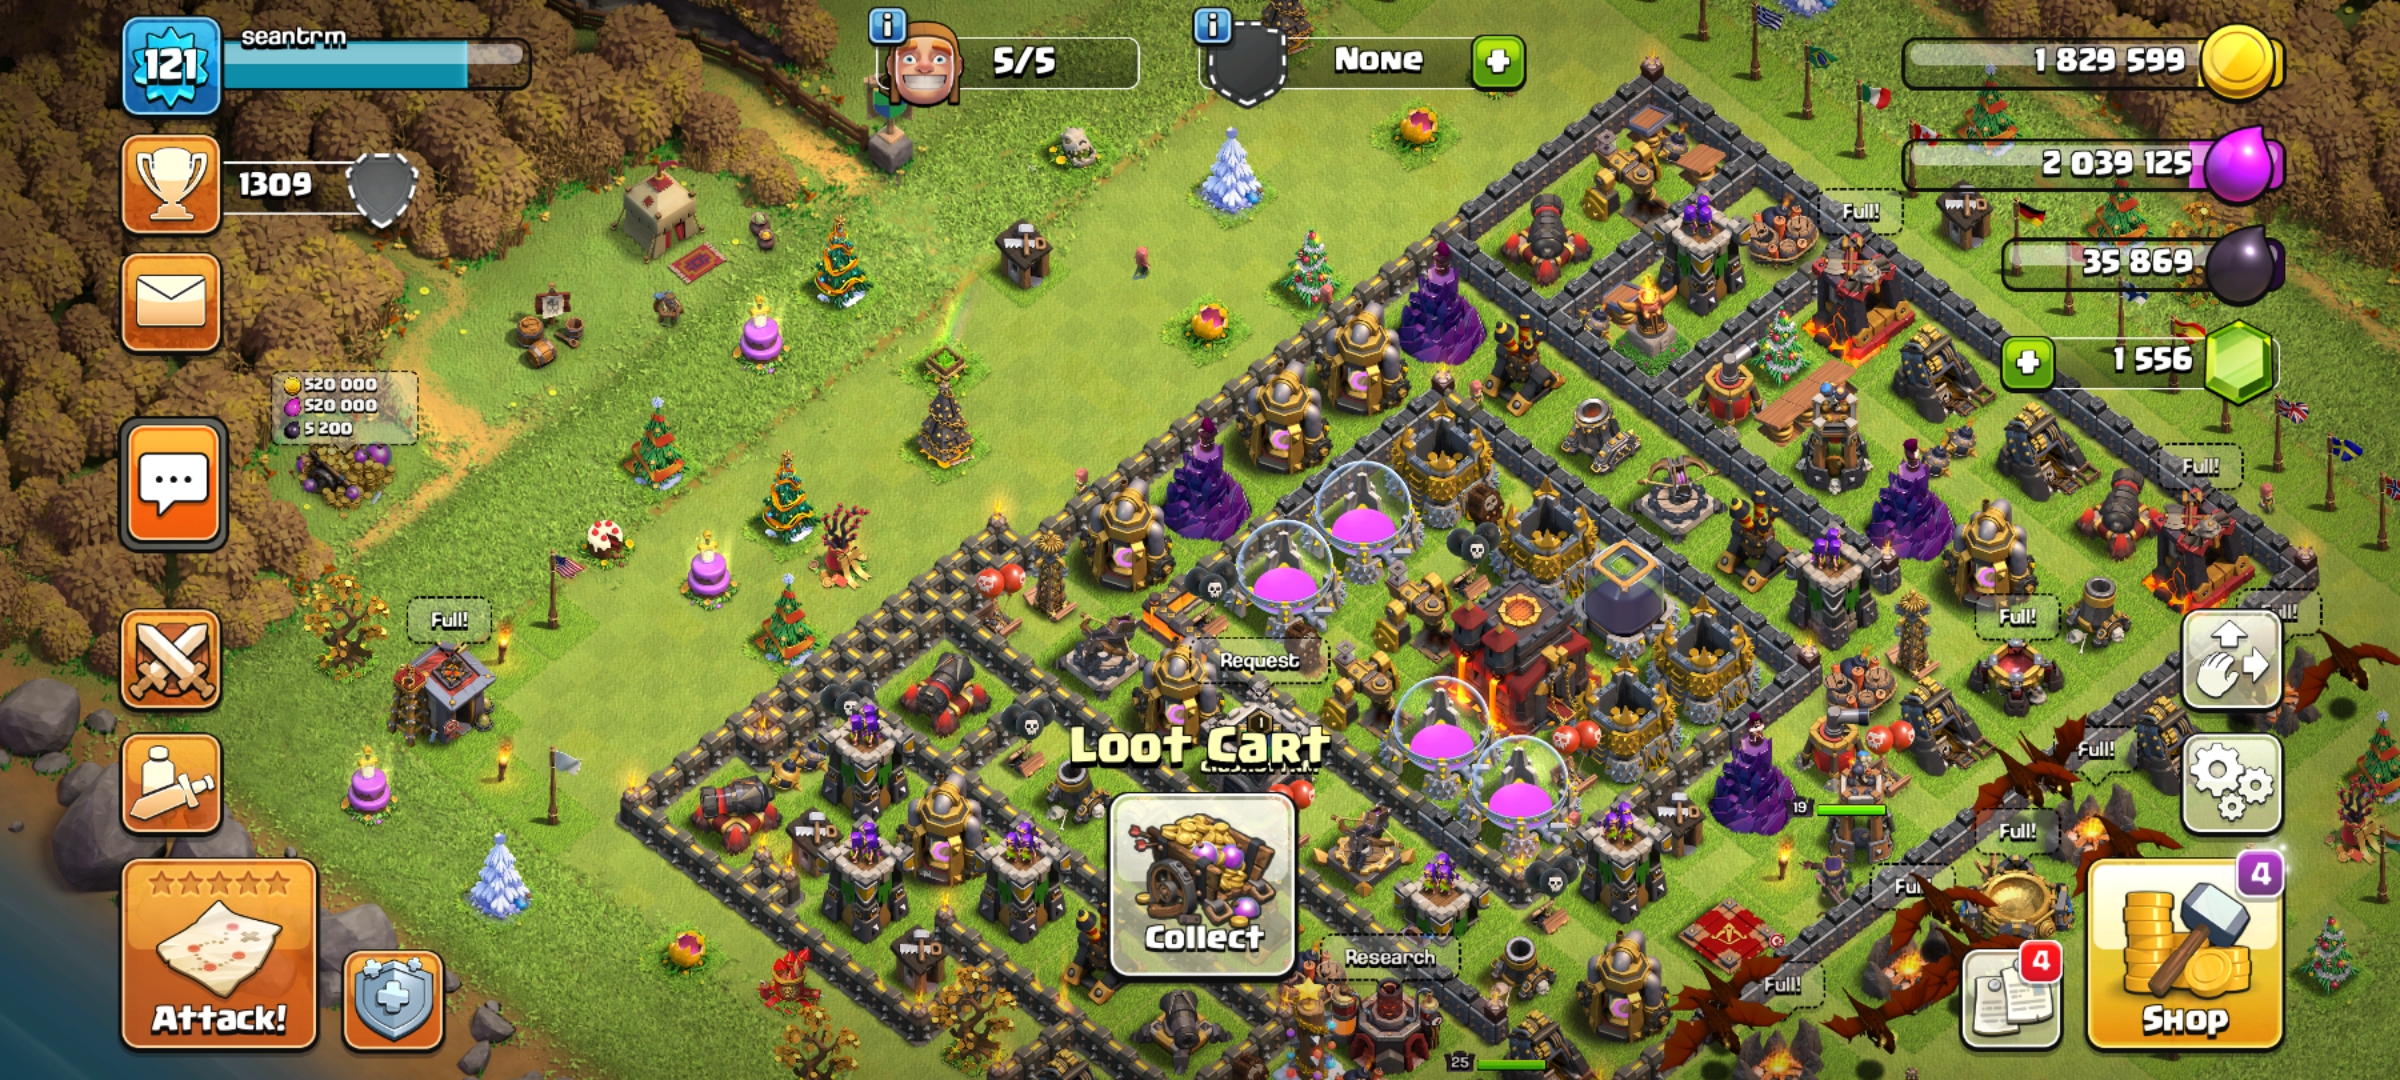 121
seantrm
5/5
None
1 829 599
1309
2 039 125
Full!
35 869
1 556
520 000
520 000
5 200
Full!
Full!
Full!
Request
Loot Cart
Full!
19
Full!
Collect
4
Research
4
Full!
Attack!
Shop
25